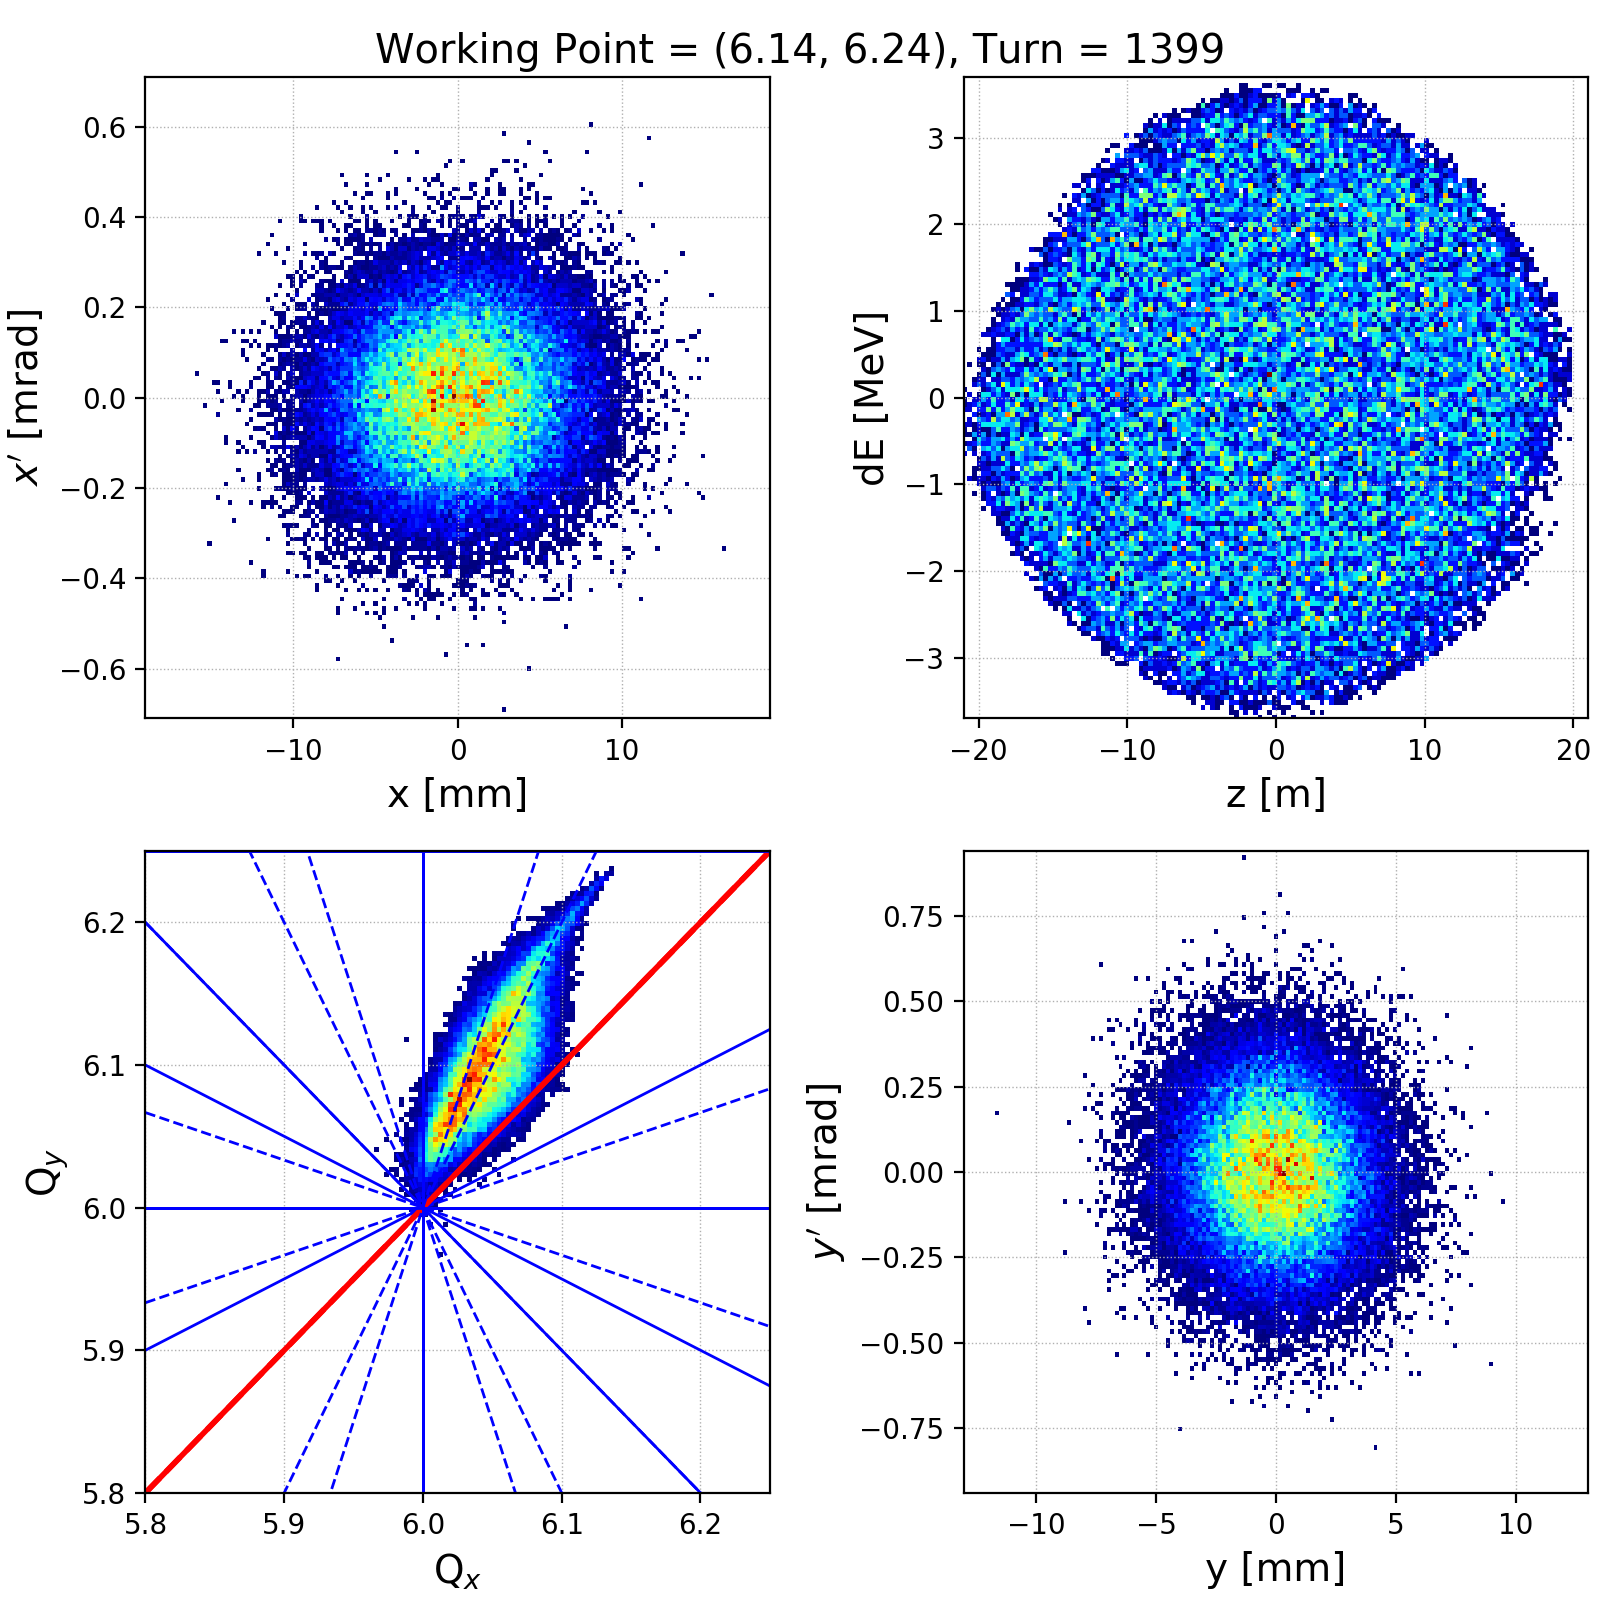 Working Point = (6.14, 6.24), Turn = 1399
0.6
0.4
0.2
0.0
−0.2
−0.4
−0.6
x′ [mrad]
−10 0 10
x [mm]
3
2
1
0
−1
−2
−3
dE [MeV]
−20 −10 0 10 20
z [m]
6.2
6.1
6.0
5.9
5.8
Qy
5.8 5.9 6.0 6.1 6.2
Qx
0.75
0.50
0.25
0.00
−0.25
−0.50
−0.75
y′ [mrad]
−10 −5 0 5 10
y [mm]